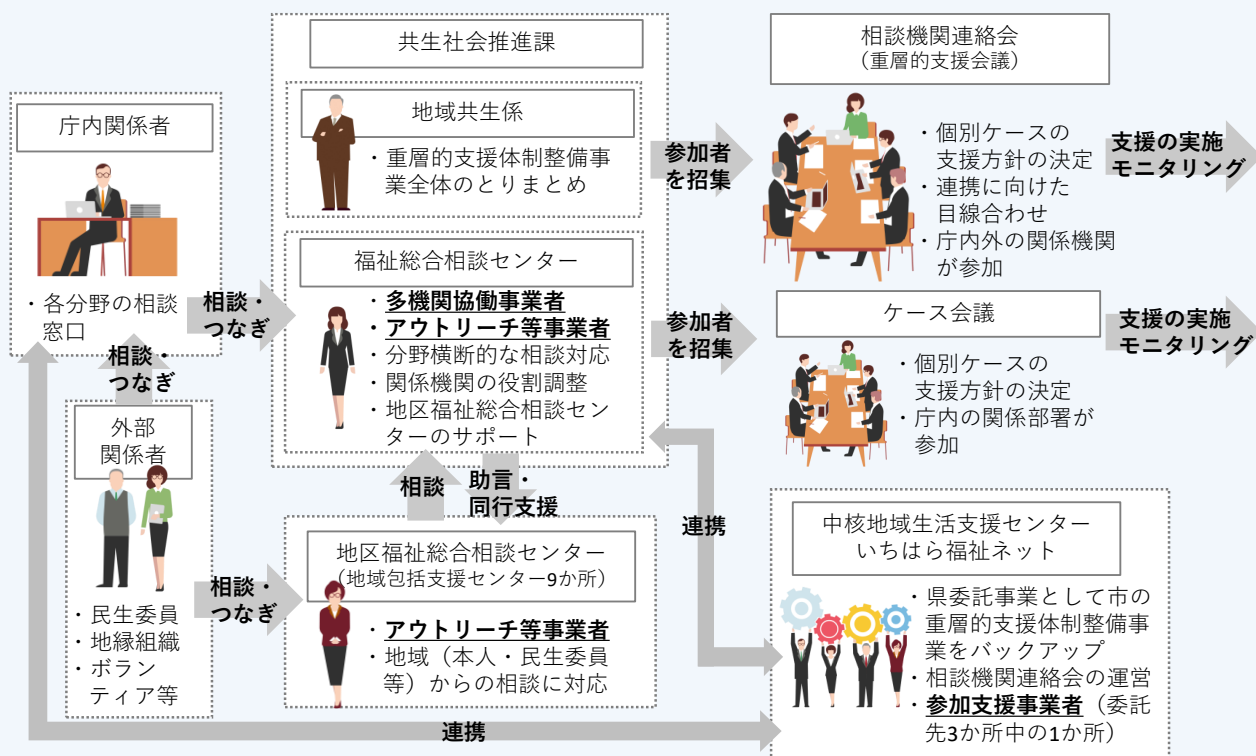 庁内関係者
・各分野の相談
窓口
相談・
つなぎ
外部
関係者
・民生委員
・地縁組織
・ボラン
ティア等
相談・
つなぎ
相談・
つなぎ
共生社会推進課
地域共生係
・重層的支援体制整備事
業全体のとりまとめ
福祉総合相談センター
・多機関協働事業者
・アウトリーチ等事業者
・分野横断的な相談対応
・関係機関の役割調整
・地区福祉総合相談セン
ターのサポート
相談
助言・
同行支援
地区福祉総合相談センター
（地域包括支援センター9か所）
・アウトリーチ等事業者
・地域（本人・民生委員
等）からの相談に対応
参加者
を招集
参加者
を招集
相談機関連絡会
（重層的支援会議）
・個別ケースの
支援方針の決定
・連携に向けた
目線合わせ
・庁内外の関係機関
が参加
支援の実施
モニタリング
ケース会議
・個別ケースの
支援方針の決定
・庁内の関係部署が
参加
支援の実施
モニタリング
連携
中核地域生活支援センター
いちはら福祉ネット
・県委託事業として市の
重層的支援体制整備事
業をバックアップ
・相談機関連絡会の運営
・参加支援事業者（委託
先3か所中の1か所）
連携